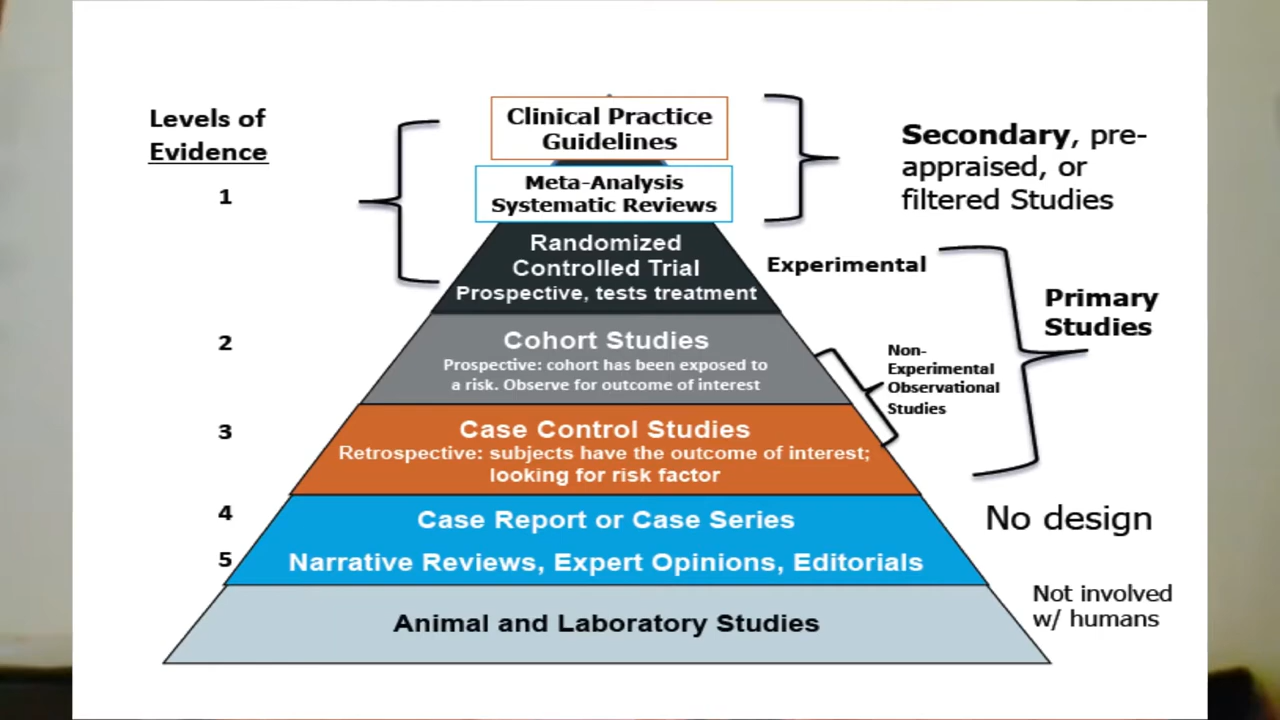 Levels of
Evidence
1
2
3
4
5
Clinical Practice
Guidelines
Meta-Analysis
Systematic Reviews
Randomized
Controlled Trial
Prospective, tests treatment
Cohort Studies
Prospective: cohort has been exposed to
a risk. Observe for outcome of interest
Case Control Studies
Retrospective: subjects have the outcome of interest;
looking for risk factor
Case Report or Case Series
Narrative Reviews, Expert Opinions, Editorials
Animal and Laboratory Studies
Secondary, pre-
appraised, or
filtered Studies
Experimental
Primary
Studies
Non-
Experimental
Observational
Studies
No design
Not involved
w/ humans